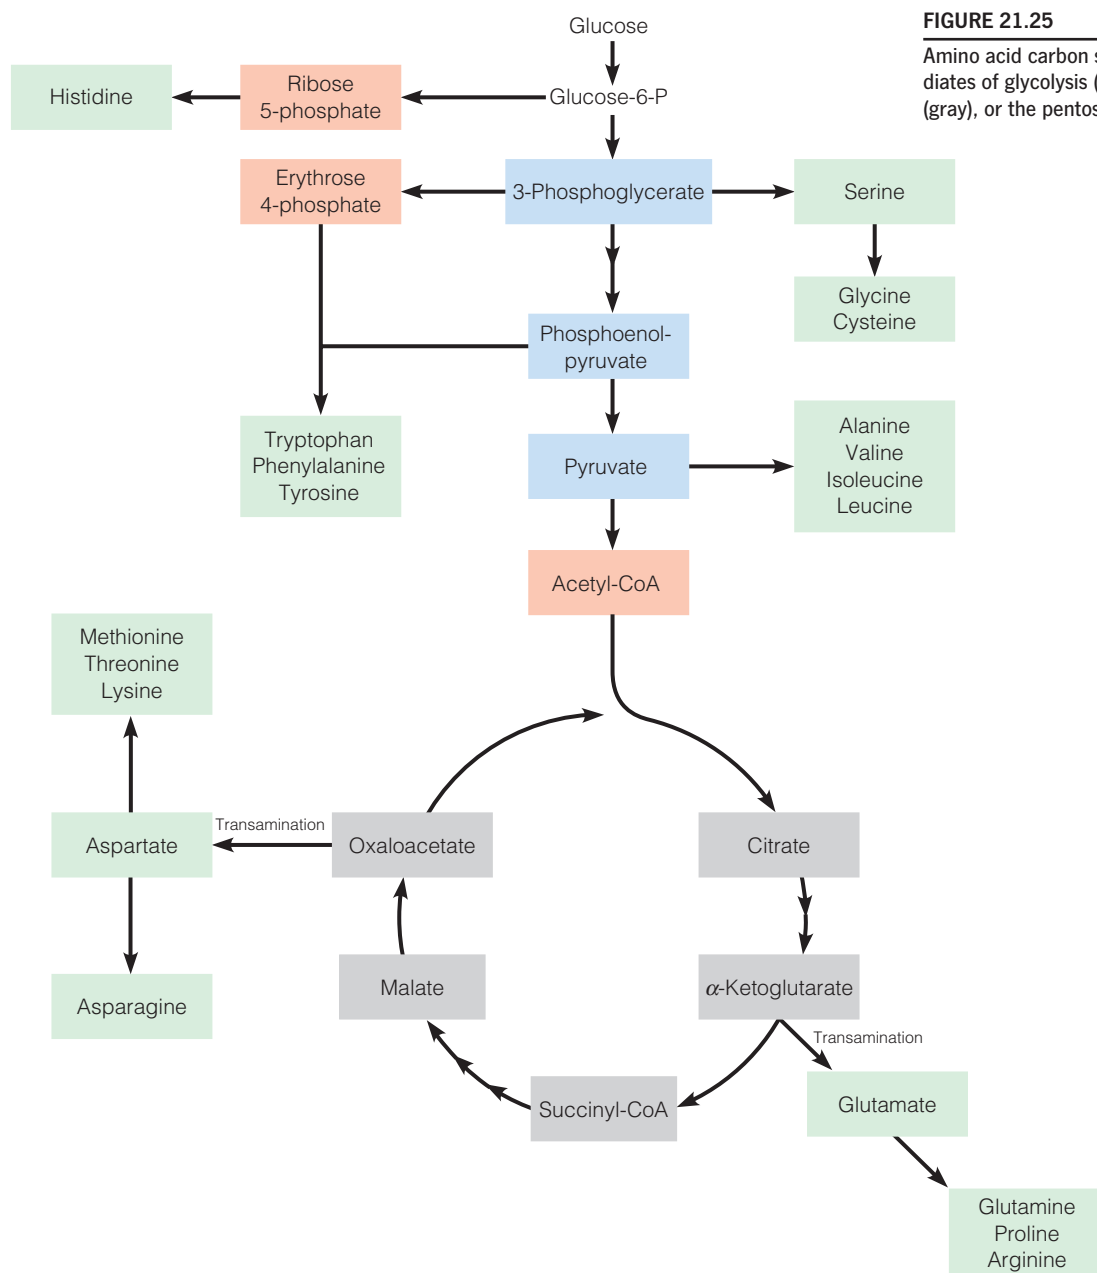 FIGURE 21.25
Amino acid carbon s
diates of glycolysis (
(gray), or the pentos
Glucose
Histidine
Ribose
5-phosphate
Glucose-6-P
Erythrose
4-phosphate
3-Phosphoglycerate
Serine
Glycine
Cysteine
Phosphoenol-
pyruvate
Tryptophan
Phenylalanine
Tyrosine
Pyruvate
Alanine
Valine
Isoleucine
Leucine
Acetyl-CoA
Methionine
Threonine
Lysine
Aspartate
Transamination
Oxaloacetate
Citrate
Asparagine
Malate
α-Ketoglutarate
Transamination
Succinyl-CoA
Glutamate
Glutamine
Proline
Arginine